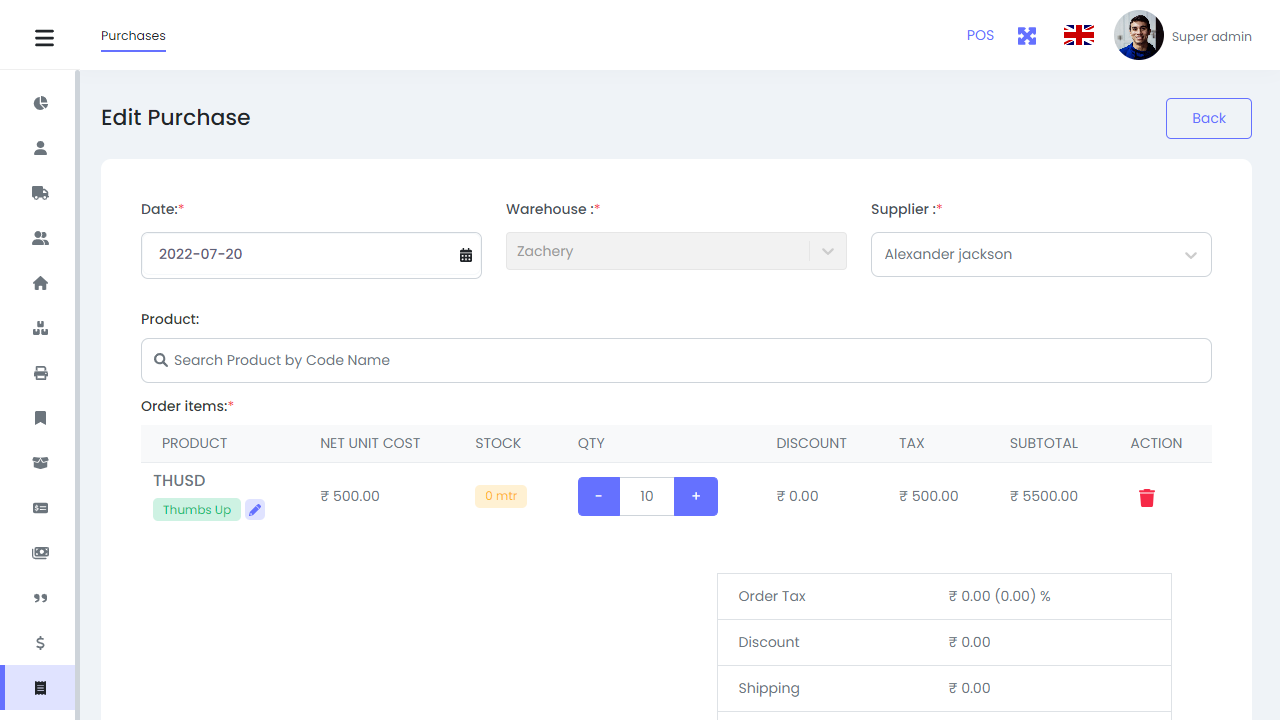 Purchases
POS
Super admin
Edit Purchase
Back
Date:*
Warehouse :*
Supplier :*
2022-07-20
Zachery
Alexander jackson
Product:
Search Product by Code Name
Order items:*
PRODUCT NET UNIT COST STOCK QTY DISCOUNT TAX SUBTOTAL ACTION
THUSD
Thumbs Up
₹ 500.00
0 mtr
- 10 +
₹ 0.00
₹ 500.00
₹ 5500.00
Order Tax ₹ 0.00 (0.00) %
Discount ₹ 0.00
Shipping ₹ 0.00